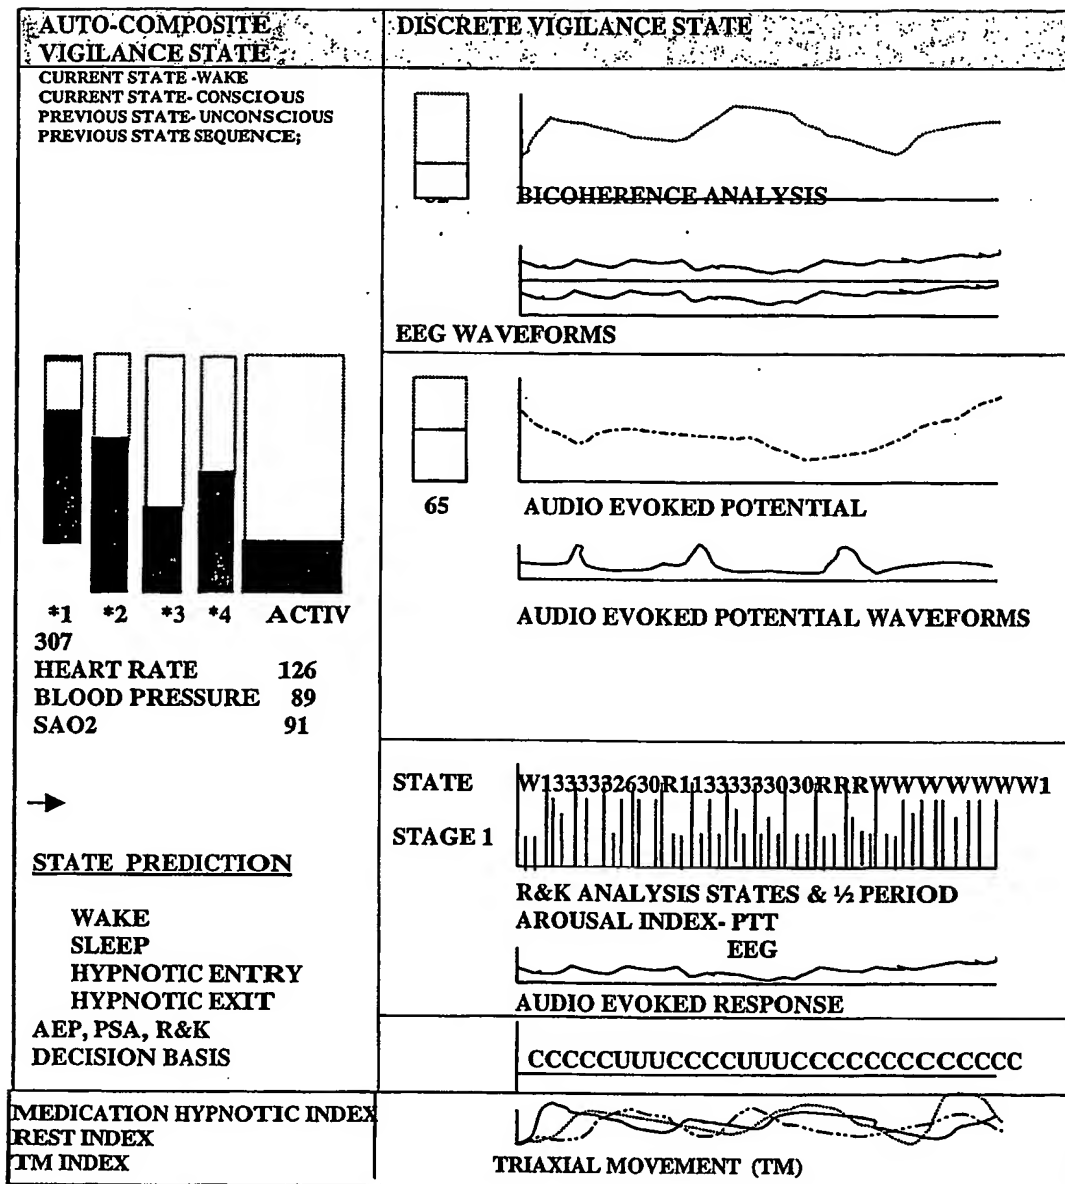 AUTO-COMPOSITE
VIGILANCE STATE
CURRENT STATE -WAKE
CURRENT STATE- CONSCIOUS
PREVIOUS STATE- UNCONSCIOUS
PREVIOUS STATE SEQUENCE;
*1 *2 *3 *4 ACTIV
307
HEART RATE 126
BLOOD PRESSURE 89
SAO2 91
STATE PREDICTION
WAKE
SLEEP
HYPNOTIC ENTRY
HYPNOTIC EXIT
AEP, PSA, R&K
DECISION BASIS
MEDICATION HYPNOTIC INDEX
REST INDEX
TM INDEX
DISCRETE VIGILANCE STATE
BICOHERENCE ANALYSIS
EEG WAVEFORMS
65
AUDIO EVOKED POTENTIAL
AUDIO EVOKED POTENTIAL WAVEFORMS
STATE W1333332630R11333333030RRRWWWWWWWW1
STAGE 1
R&K ANALYSIS STATES & ½ PERIOD
AROUSAL INDEX- PTT
EEG
AUDIO EVOKED RESPONSE
CCCCCUUUCCCCUUUCCCCCCCCCCCCCC
TRIAXIAL MOVEMENT (TM)